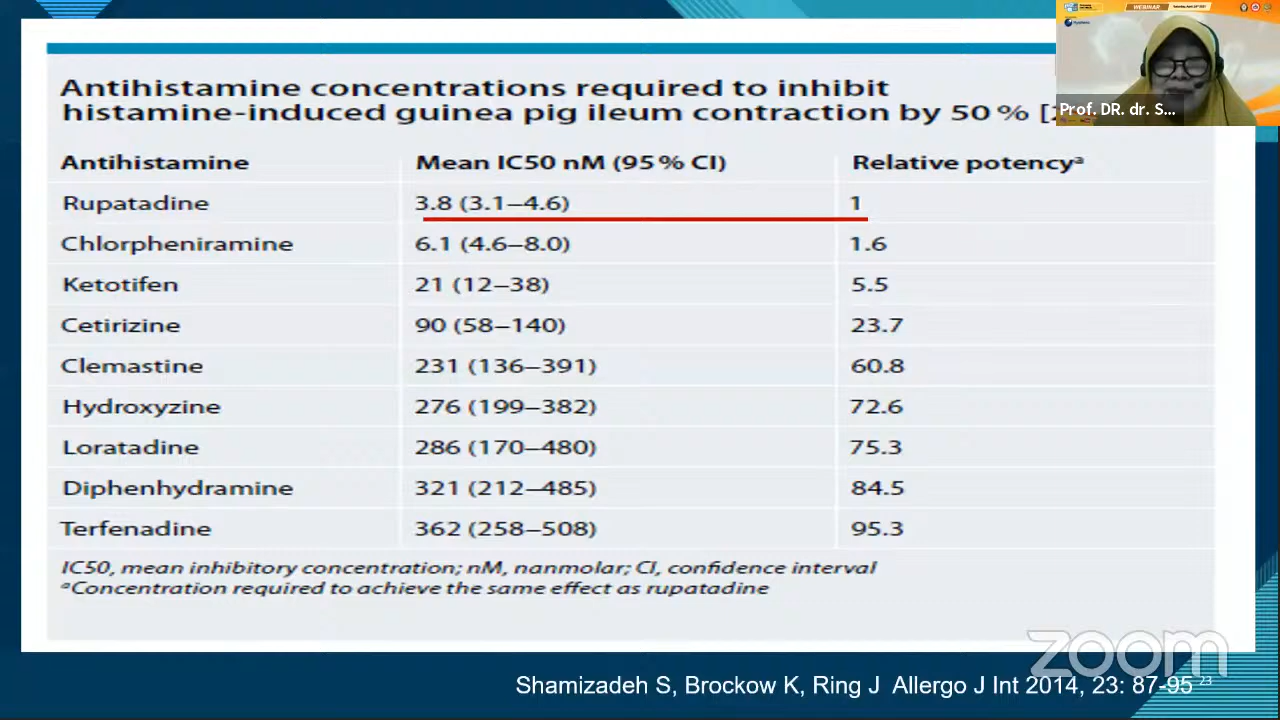 WEBINAR
Prof. DR. dr. S...
Antihistamine concentrations required to inhibit
histamine-induced guinea pig ileum contraction by 50 % [
Antihistamine Mean IC50 nM (95 % CI) Relative potencyᵃ
Rupatadine 3.8 (3.1–4.6) 1
Chlorpheniramine 6.1 (4.6–8.0) 1.6
Ketotifen 21 (12–38) 5.5
Cetirizine 90 (58–140) 23.7
Clemastine 231 (136–391) 60.8
Hydroxyzine 276 (199–382) 72.6
Loratadine 286 (170–480) 75.3
Diphenhydramine 321 (212–485) 84.5
Terfenadine 362 (258–508) 95.3
IC50, mean inhibitory concentration; nM, nanmolar; CI, confidence interval
ᵃConcentration required to achieve the same effect as rupatadine
zoom
Shamizadeh S, Brockow K, Ring J Allergo J Int 2014, 23: 87-95 23